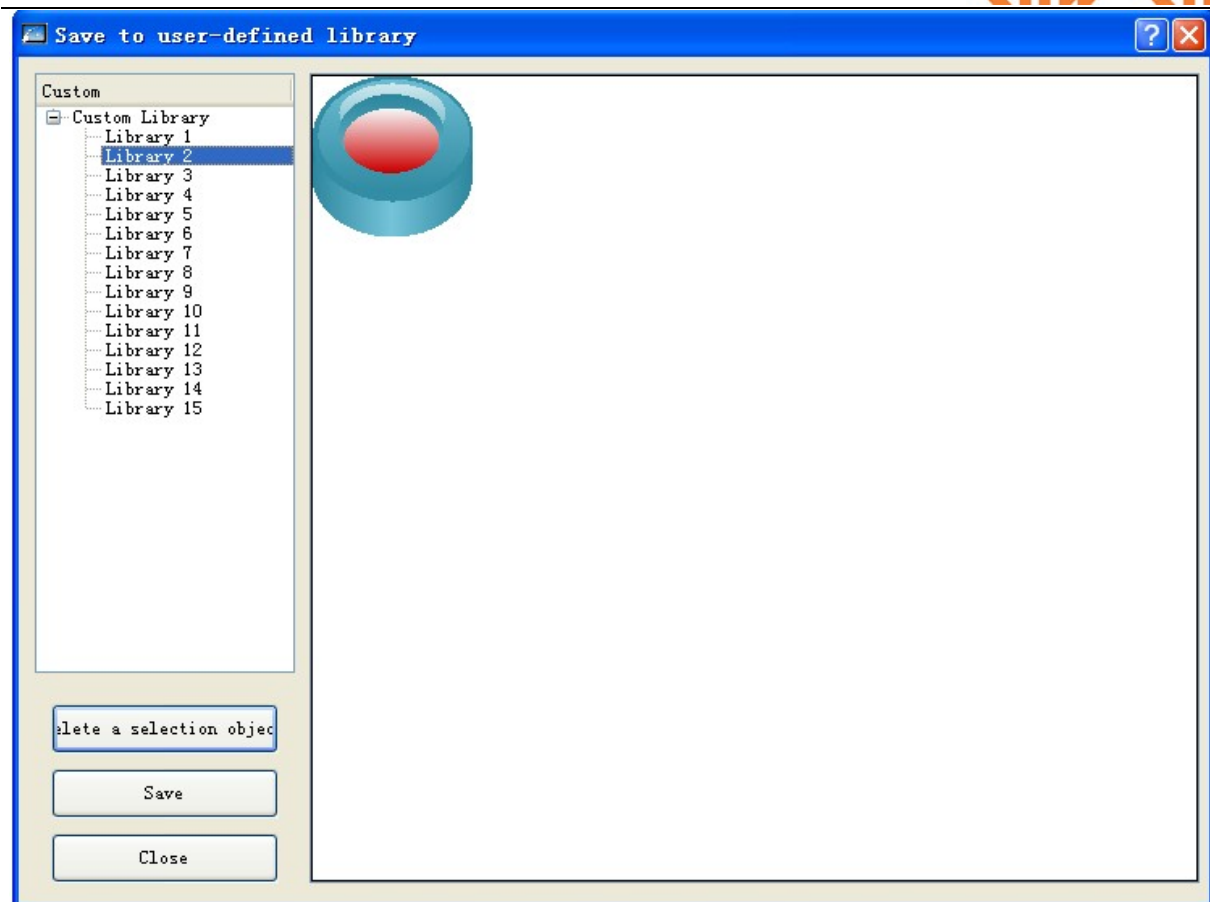 Save to user-defined library
Custom
Custom Library
Library 1
Library 2
Library 3
Library 4
Library 5
Library 6
Library 7
Library 8
Library 9
Library 10
Library 11
Library 12
Library 13
Library 14
Library 15
elete a selection objec
Save
Close